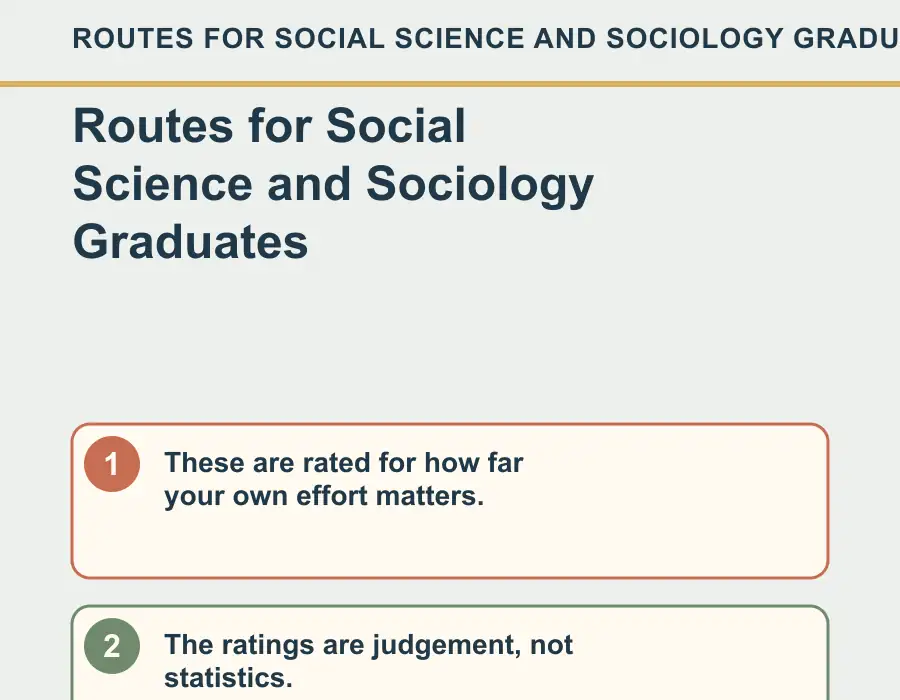 ROUTES FOR SOCIAL SCIENCE AND SOCIOLOGY GRADU
Routes for Social
Science and Sociology
Graduates
1
These are rated for how far
your own effort matters.
2
The ratings are judgement, not
statistics.